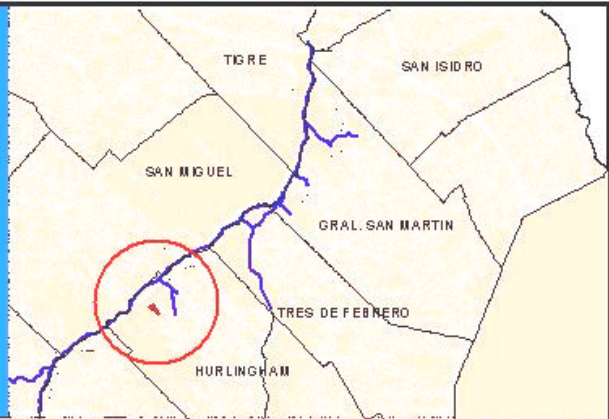 TIGRE
SAN ISIDRO
SAN MIGUEL
GRAL. SAN MARTIN
TRES DE FEBRERO
HURLINGHAM